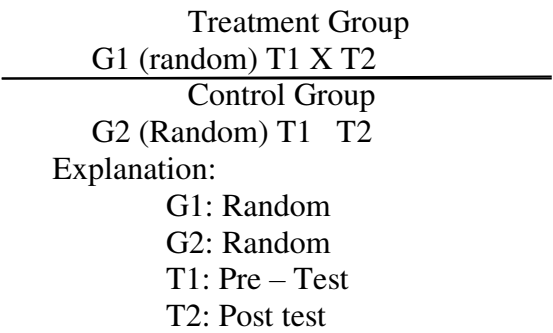 Treatment Group
G1 (random) T1 X T2
Control Group
G2 (Random) T1 T2
Explanation:
G1: Random
G2: Random
T1: Pre – Test
T2: Post test